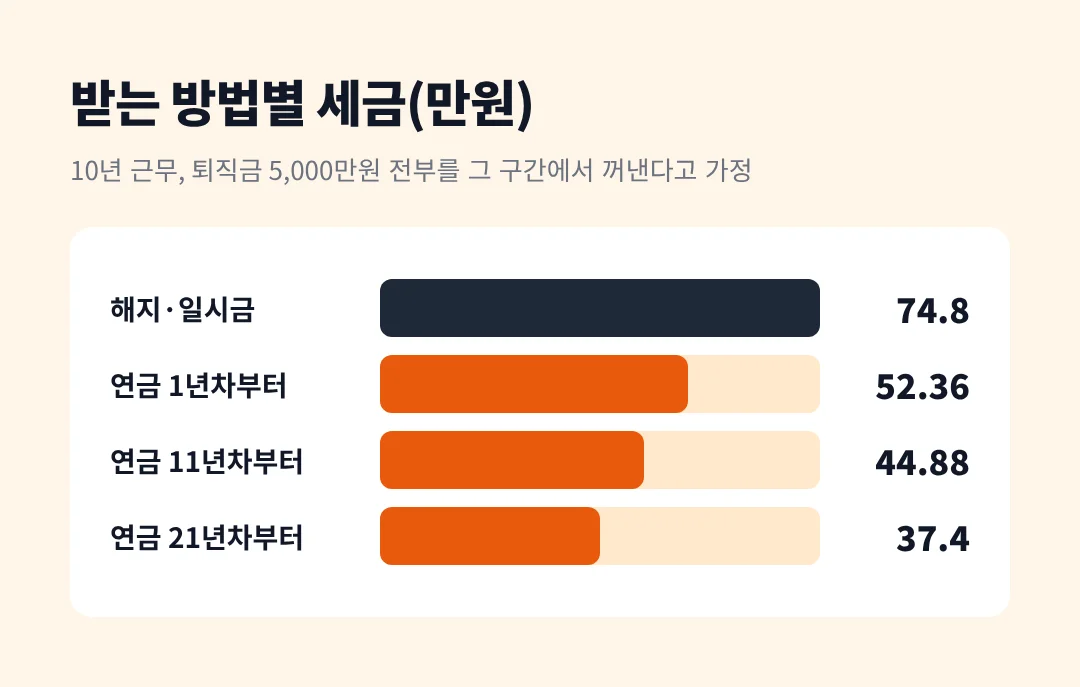 받는 방법별 세금(만원)
10년 근무, 퇴직금 5,000만원 전부를 그 구간에서 꺼낸다고 가정
해지·일시금 74.8
연금 1년차부터 52.36
연금 11년차부터 44.88
연금 21년차부터 37.4